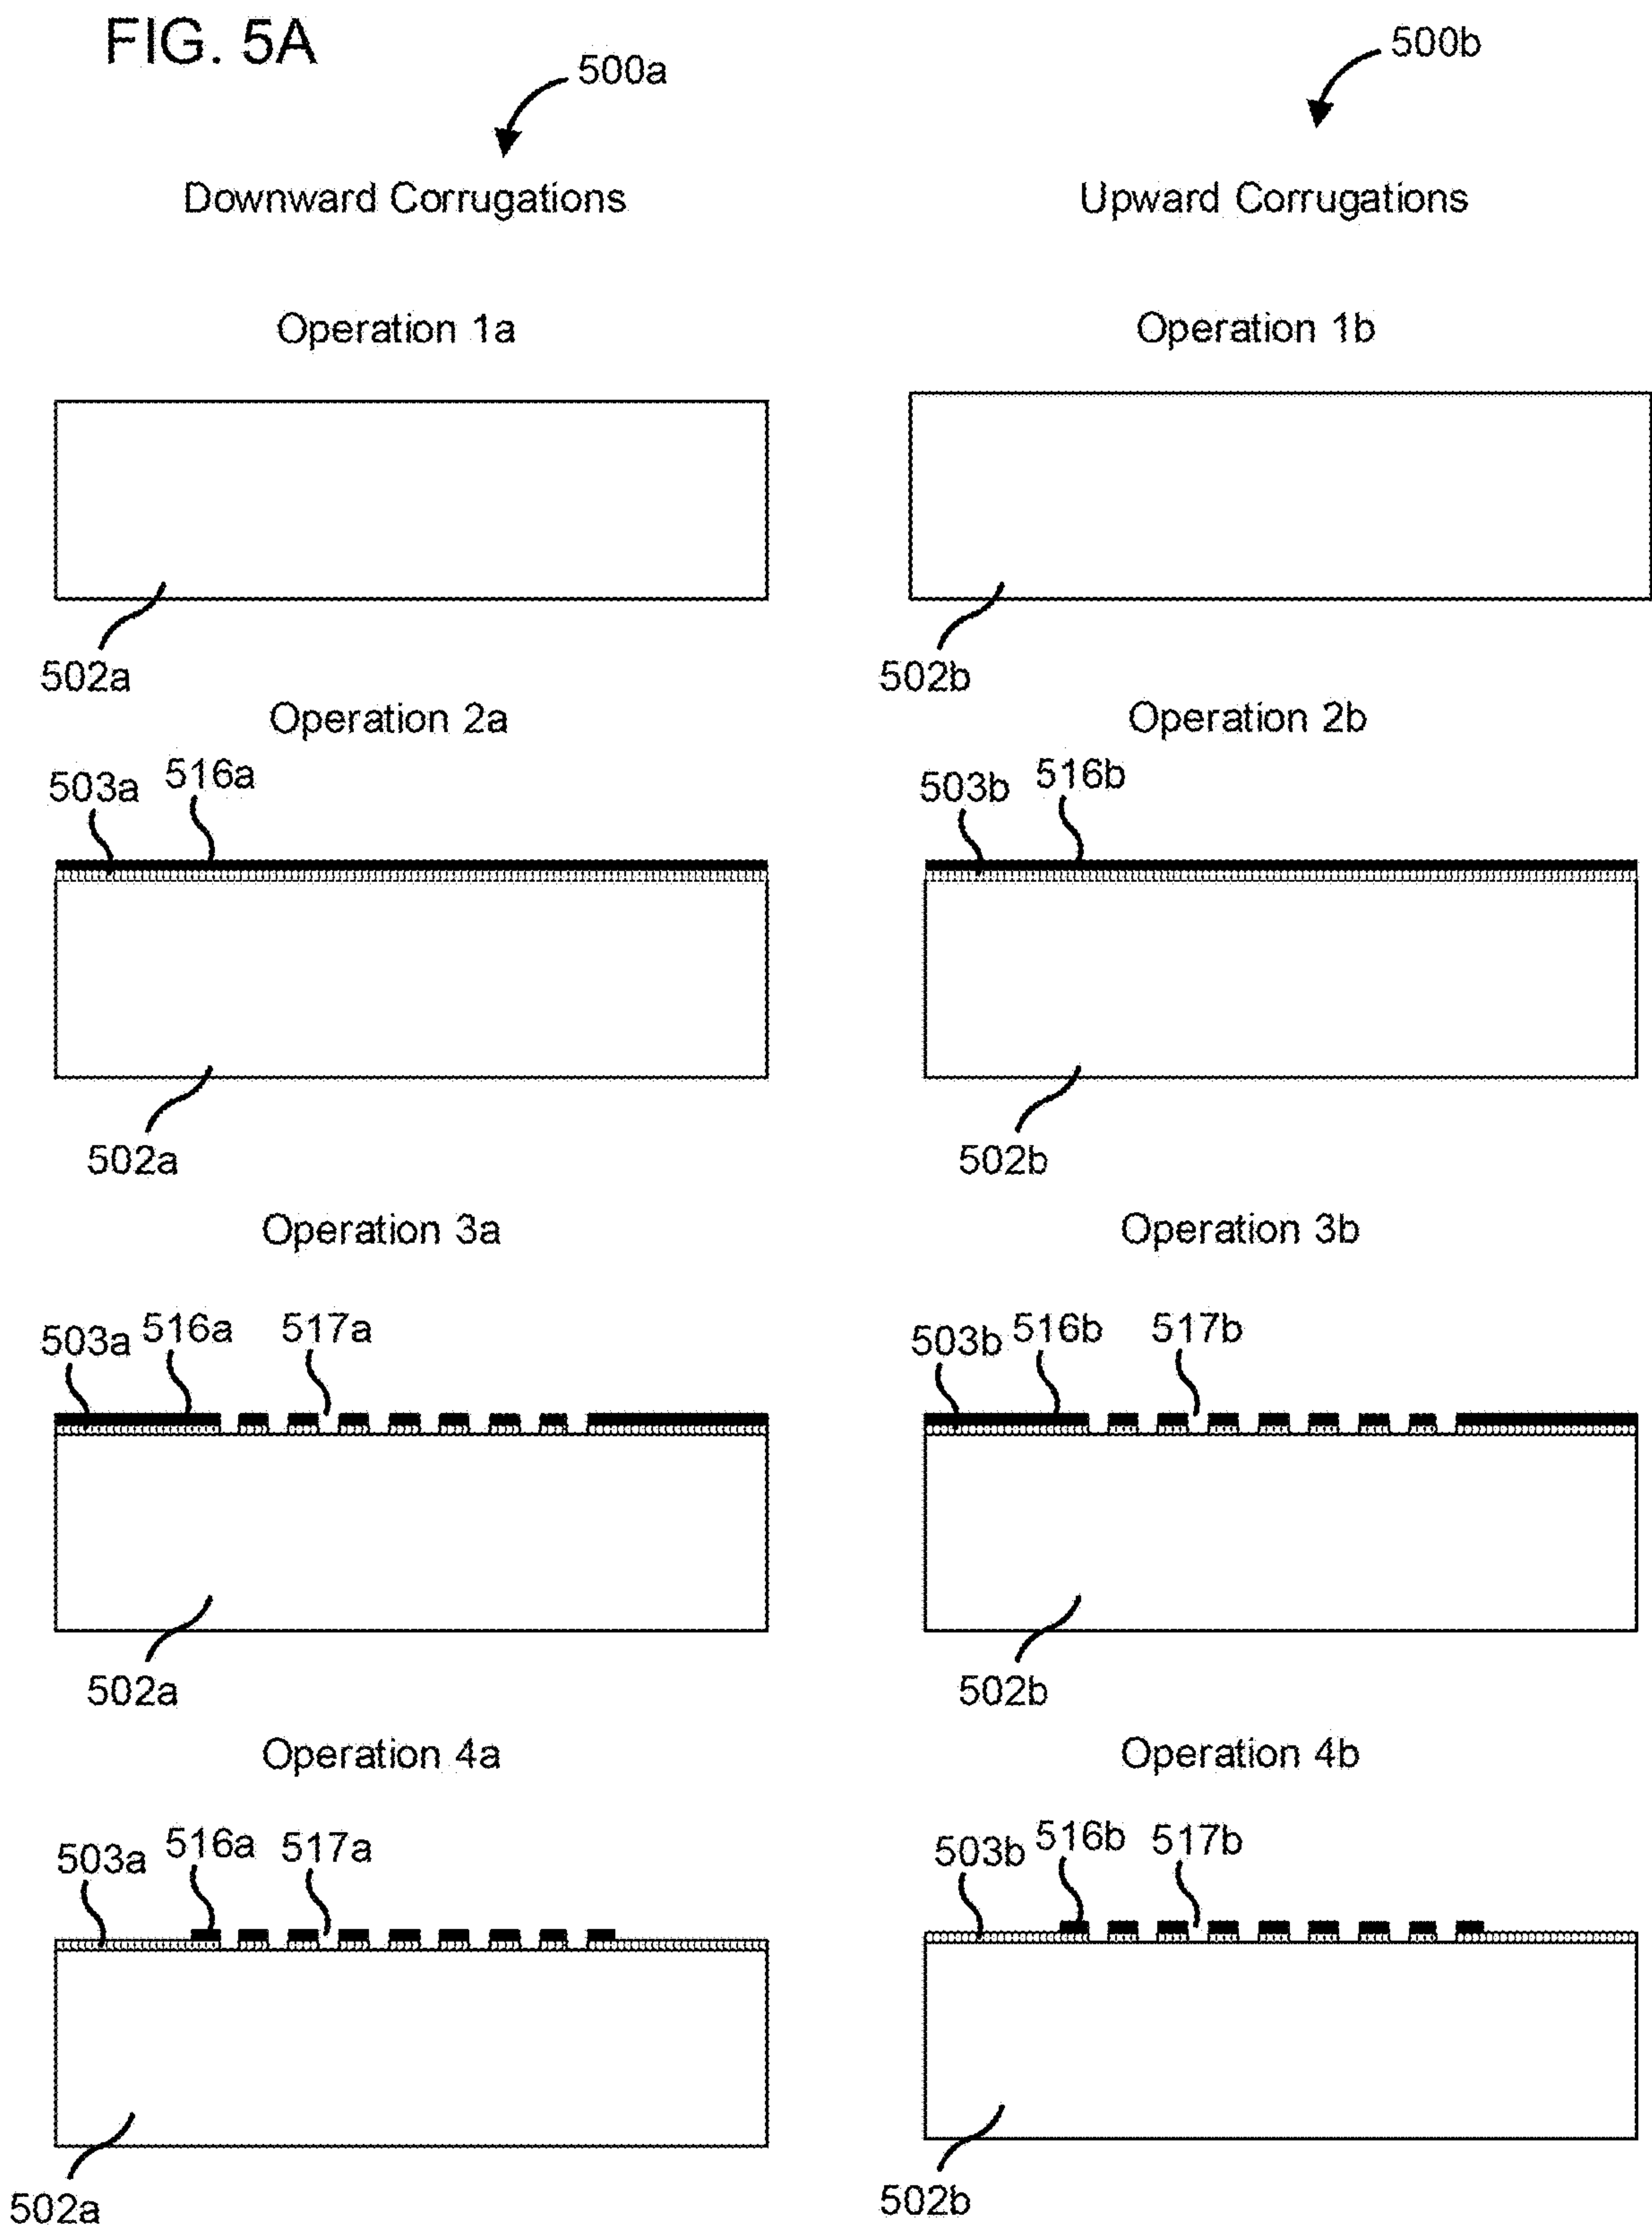 FIG. 5A
500a
500b
Downward Corrugations
Upward Corrugations
Operation 1a
Operation 1b
502a
502b
Operation 2a
Operation 2b
503a
516a
503b
516b
502a
502b
Operation 3a
Operation 3b
503a
516a
517a
503b
516b
517b
502a
502b
Operation 4a
Operation 4b
503a
516a
517a
503b
516b
517b
502a
502b